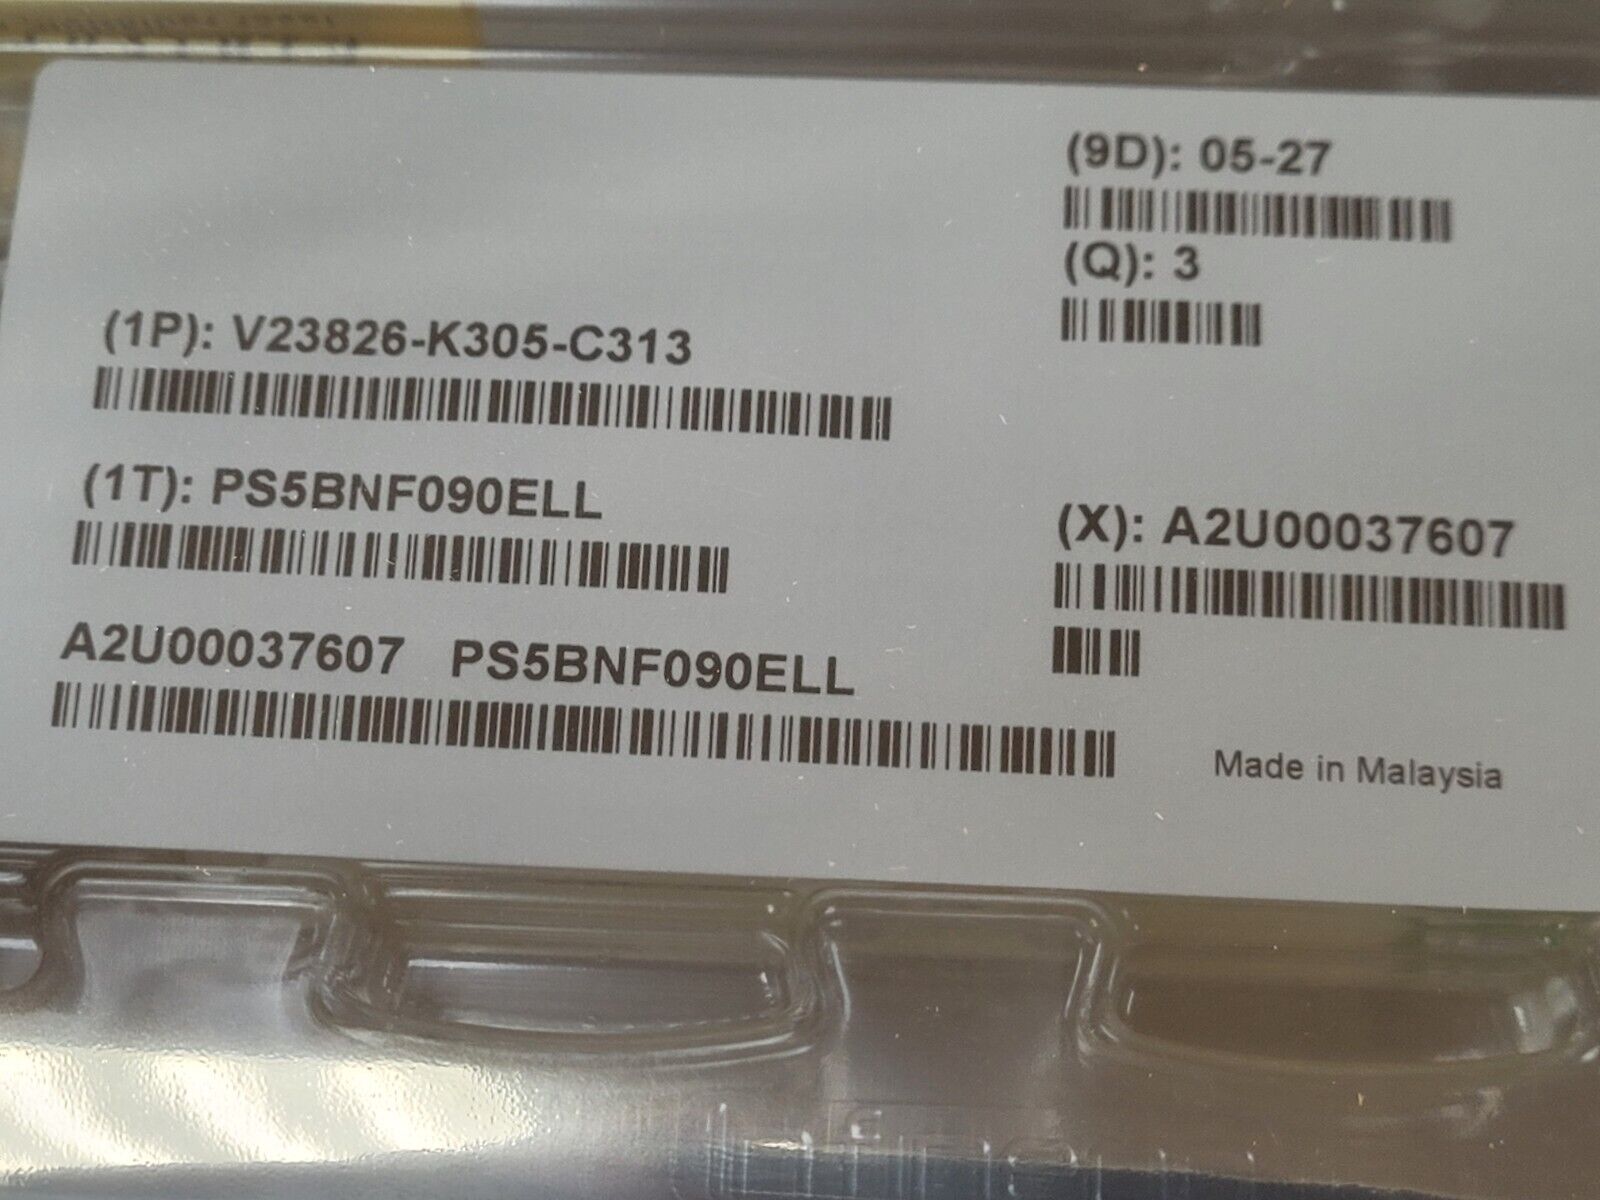 (9D): 05-27
(Q): 3
(1P): V23826-K305-C313
(1T): PS5BNF090ELL
(X): A2U00037607
A2U00037607 PS5BNF090ELL
Made in Malaysia